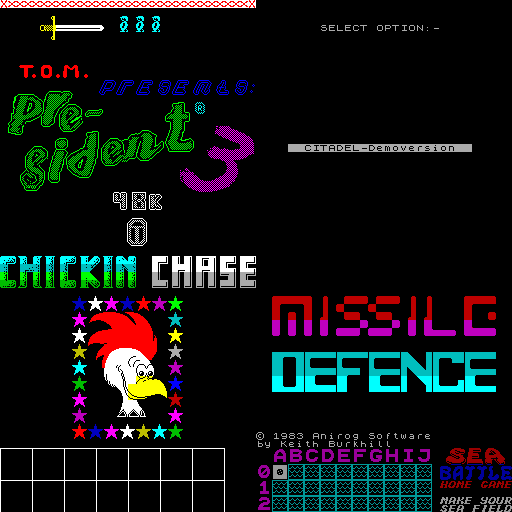 T.O.M.
PRESENTS:
Pre-
sident
3
48K
SELECT OPTION:-
CITADEL-Demoversion
CHICKIN CHASE
MISSILE
DEFENCE
© 1983 Anirog Software
by Keith Burkhill
ABCDEFGHIJ
0
1
2
SEA
BATTLE
HOME GAME
MAKE YOUR
SEA FIELD